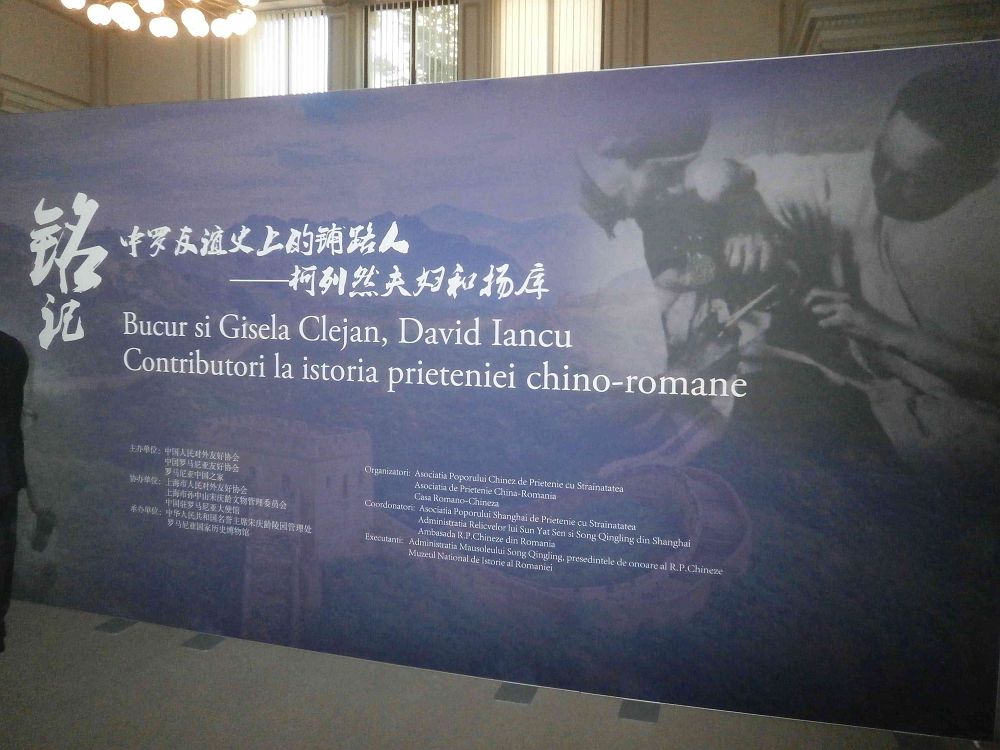 铭记
中罗友谊史上的铺路人
——柯列然夫妇和扬库
Bucur si Gisela Clejan, David Iancu
Contributori la istoria prieteniei chino-romane
主办单位：中国人民对外友好协会
中国罗马尼亚友好协会
罗马尼亚中国之家
协办单位：上海市人民对外友好协会
上海市孙中山宋庆龄文物管理委员会
中国驻罗马尼亚大使馆
承办单位：中华人民共和国名誉主席宋庆龄陵园管理处
罗马尼亚国家历史博物馆
Organizatori: Asociatia Poporului Chinez de Prietenie cu Strainatatea
Asociatia de Prietenie China-Romania
Casa Romano-Chineza
Coordonatori: Asociatia Poporului Shanghai de Prietenie cu Strainatatea
Administratia Relicvelor lui Sun Yat Sen si Song Qingling din Shanghai
Ambasada R.P.Chineze din Romania
Executanti: Administratia Mausoleului Song Qingling, presedintele de onoare al R.P.Chineze
Muzeul National de Istorie al Romaniei